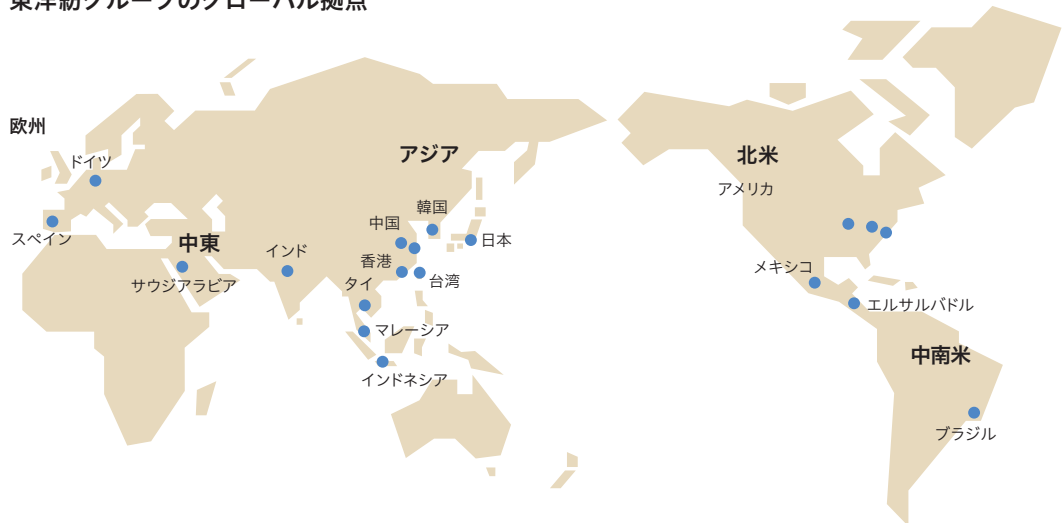 東洋紡グループのグローバル拠点
欧州
ドイツ
スペイン
中東
サウジアラビア
アジア
インド
中国
韓国
日本
香港
台湾
タイ
マレーシア
インドネシア
北米
アメリカ
メキシコ
エルサルバドル
中南米
ブラジル